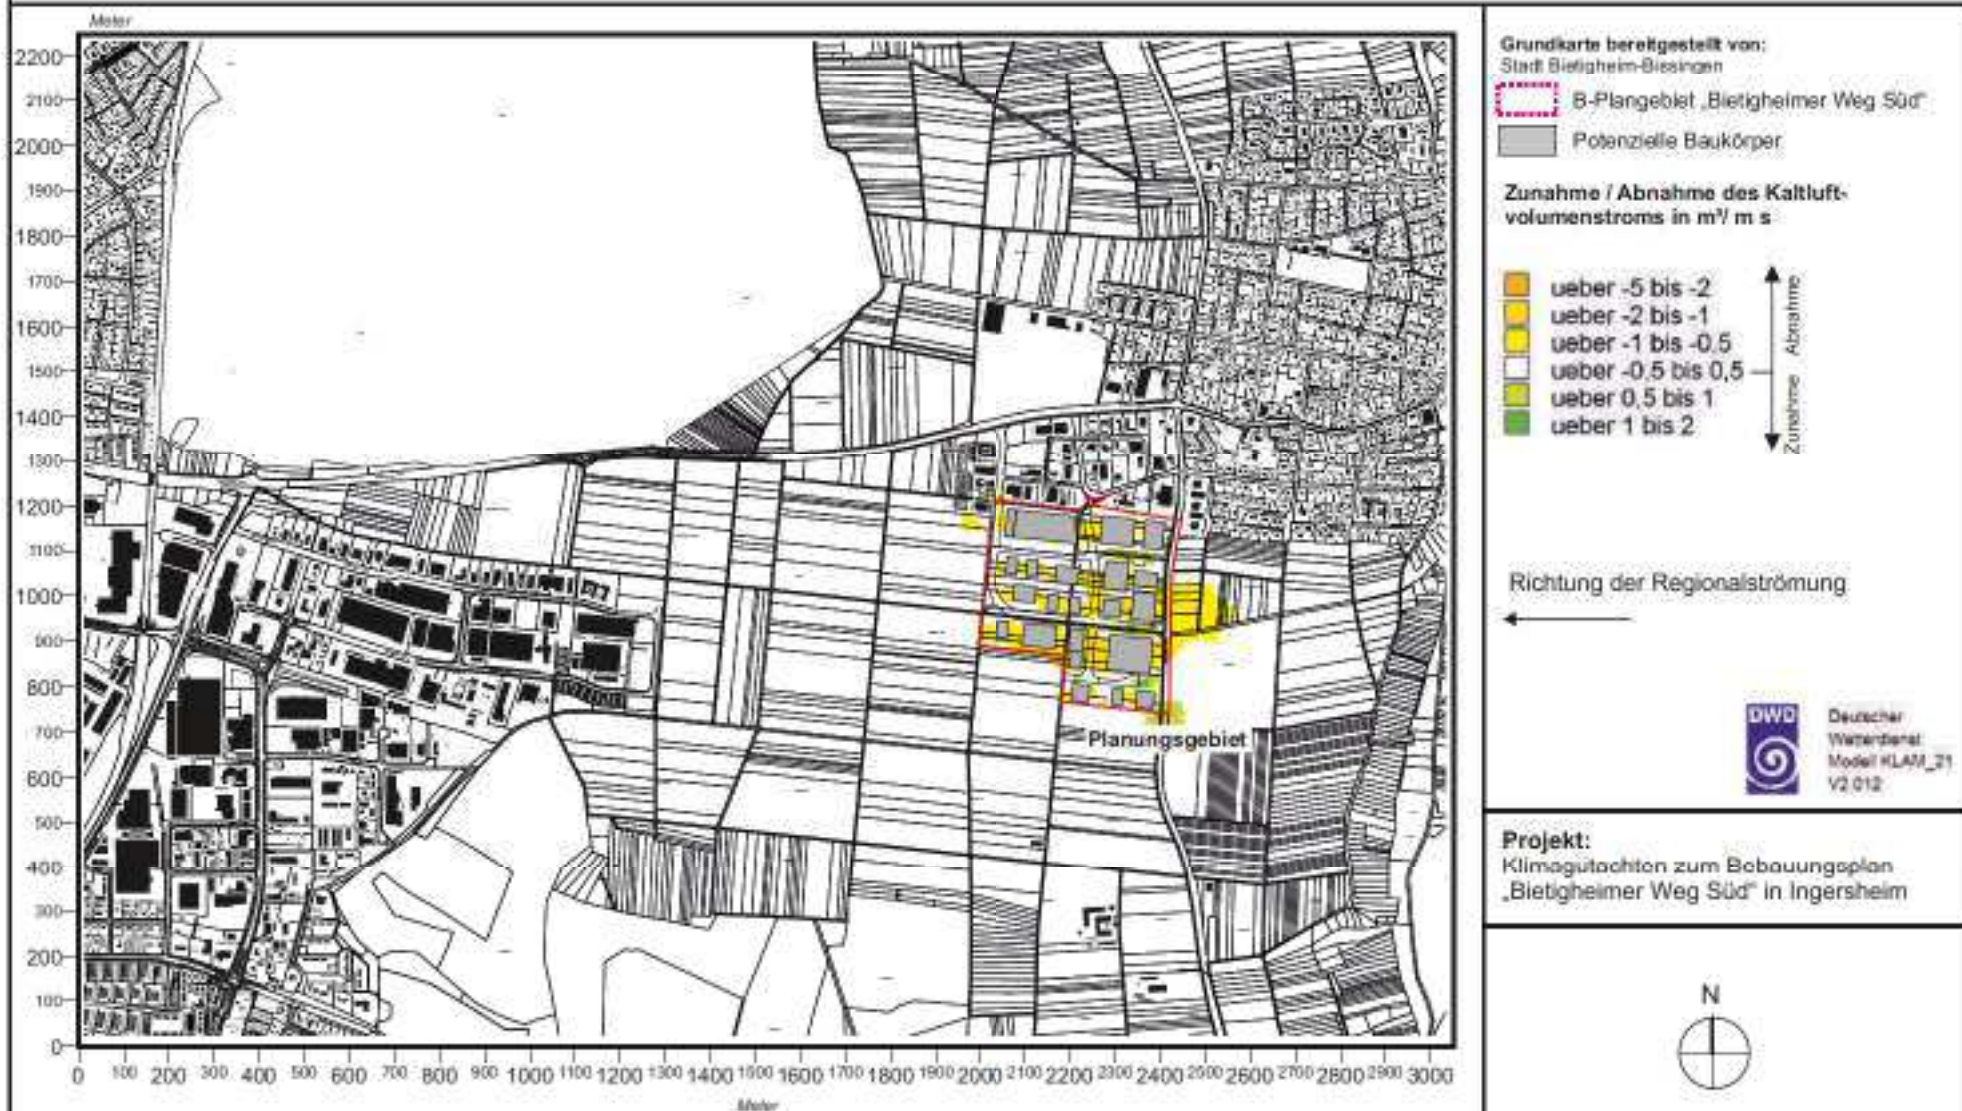 Meter
2200
2100
2000
1900
1800
1700
1600
1500
1400
1300
1200
1100
1000
900
800
700
600
500
400
300
200
100
0
0 100 200 300 400 500 600 700 800 900 1000 1100 1200 1300 1400 1500 1600 1700 1800 1900 2000 2100 2200 2300 2400 2500 2600 2700 2800 2900 3000
Meter
Planungsgebiet
Grundkarte bereitgestellt von:
Stadt Bietigheim-Bissingen
B-Plangebiet „Bietigheimer Weg Süd"
Potenzielle Baukörper
Zunahme / Abnahme des Kaltluft-
volumenstroms in m³/ m s
ueber -5 bis -2
ueber -2 bis -1
ueber -1 bis -0.5
ueber -0.5 bis 0,5
ueber 0,5 bis 1
ueber 1 bis 2
Abnahme
Zunahme
Richtung der Regionalströmung
DWD
Deutscher
Wetterdienst
Modell KLAM_21
V2.012
Projekt:
Klimagutachten zum Bebauungsplan
„Bietigheimer Weg Süd" in Ingersheim
N